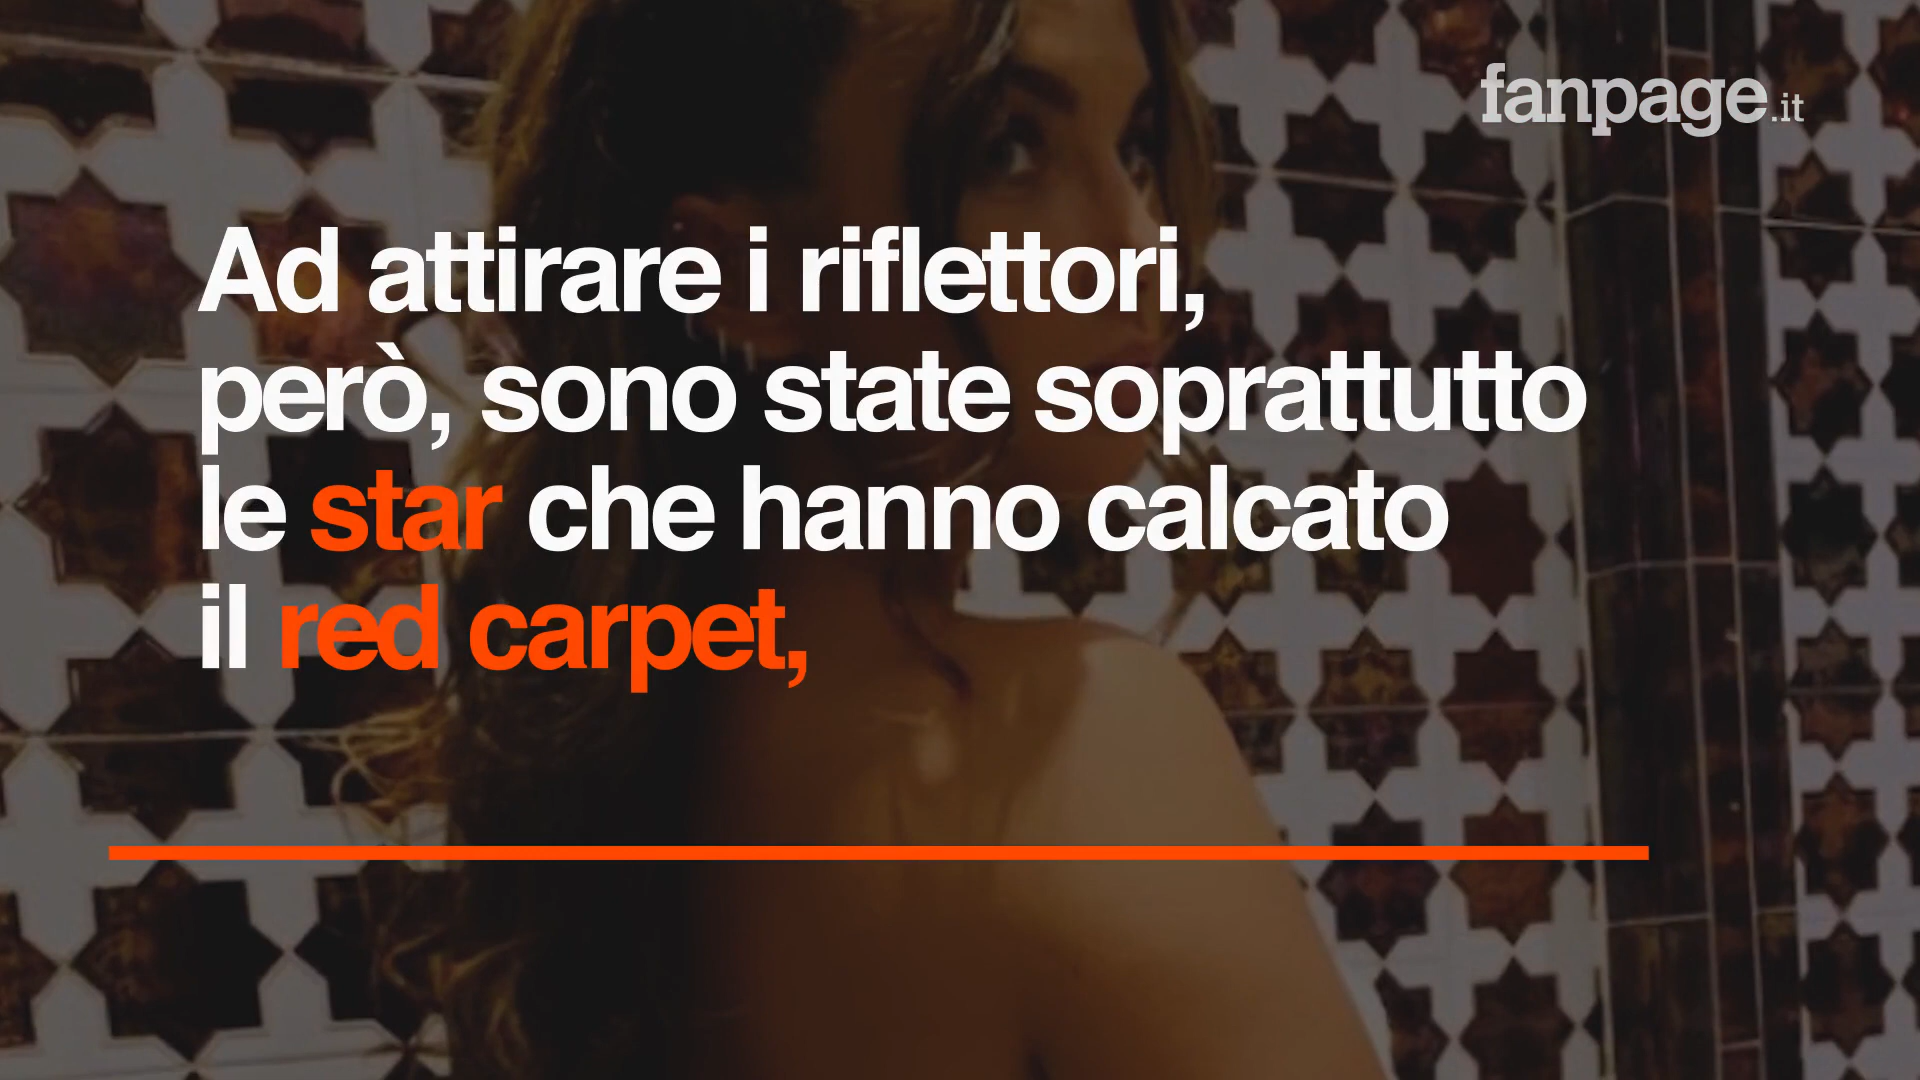 fanpage.it
Ad attirare i riflettori,
però, sono state soprattutto
le star che hanno calcato
il red carpet,